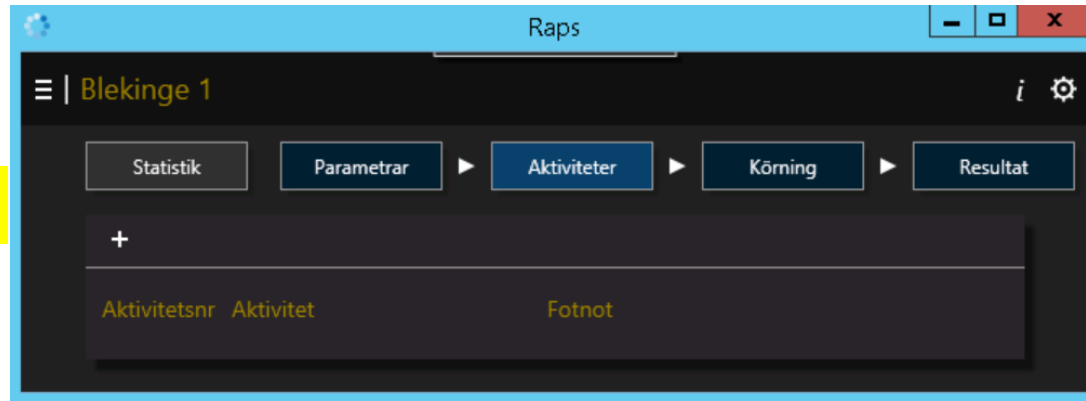 Raps
Blekinge 1
Statistik Parametrar Aktiviteter Körning Resultat
Aktivitetsnr Aktivitet Fotnot